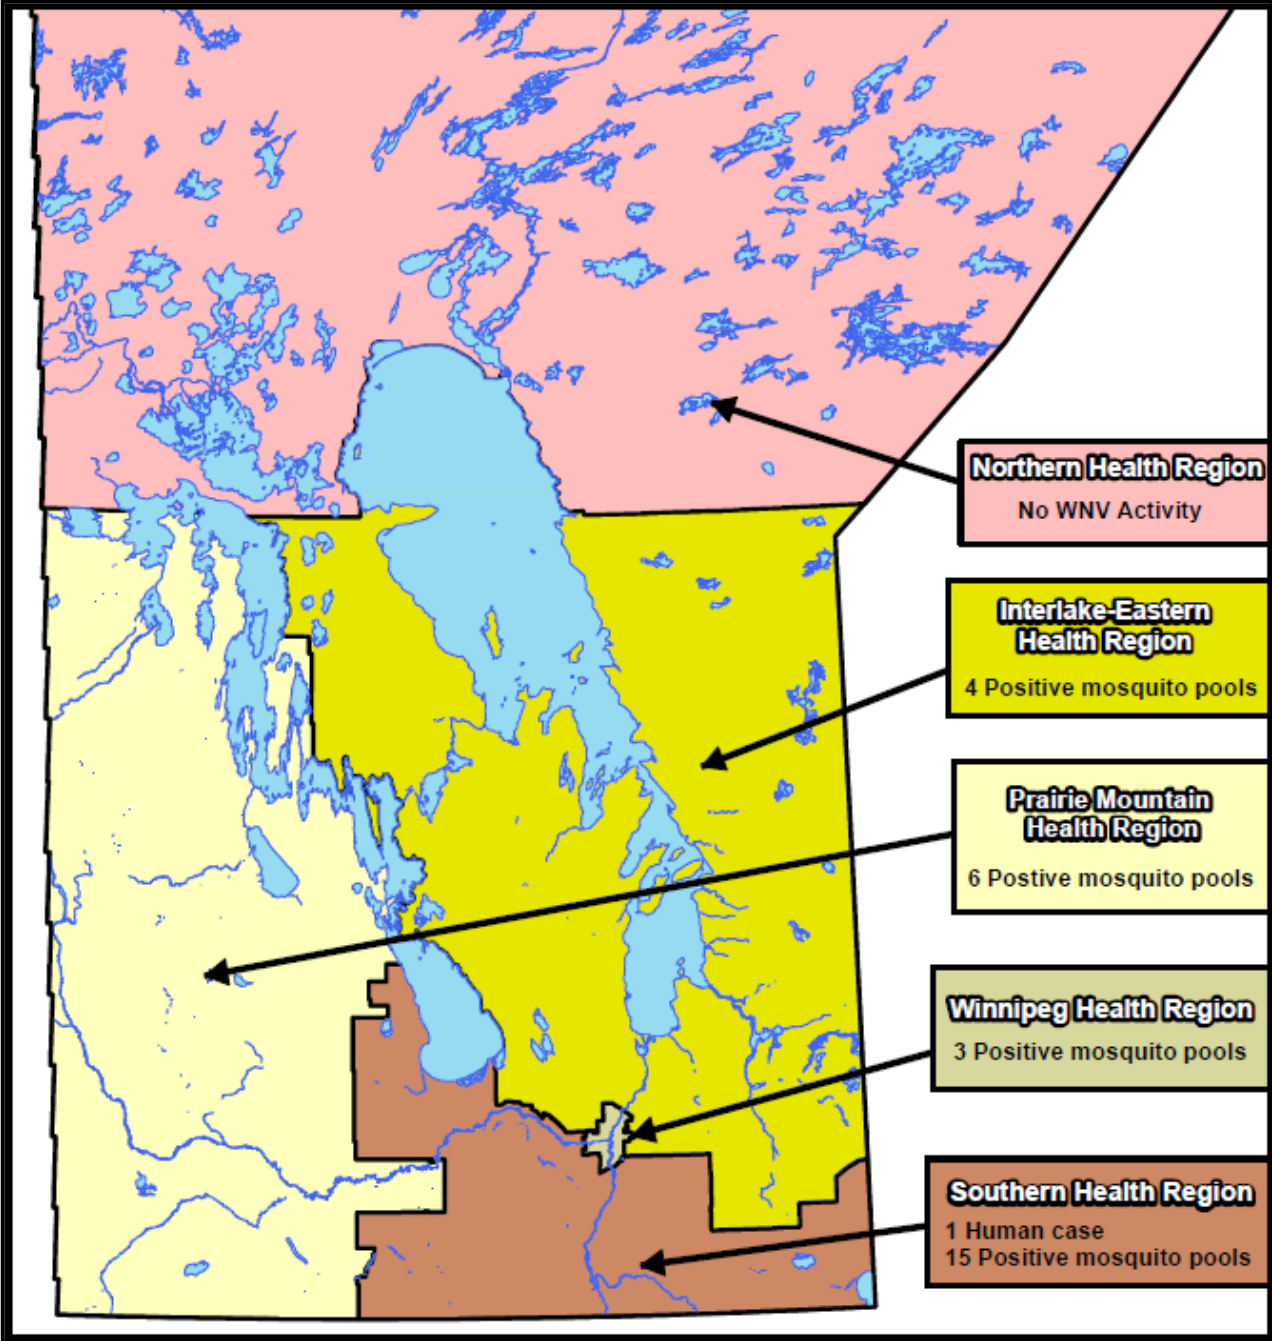 Northern Health Region
No WNV Activity
Interlake-Eastern
Health Region
4 Positive mosquito pools
Prairie Mountain
Health Region
6 Postive mosquito pools
Winnipeg Health Region
3 Positive mosquito pools
Southern Health Region
1 Human case
15 Positive mosquito pools